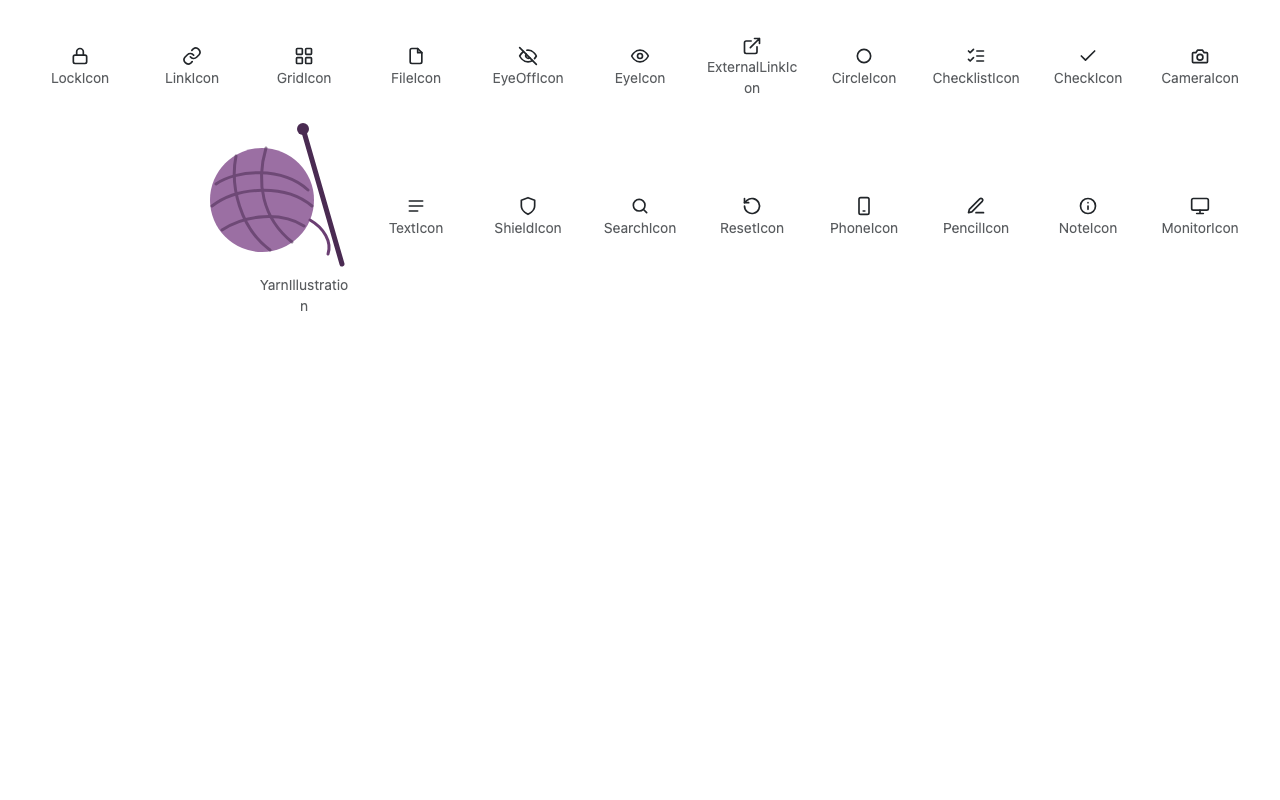 LockIcon
LinkIcon
GridIcon
FileIcon
EyeOffIcon
EyeIcon
ExternalLinkIc
on
CircleIcon
ChecklistIcon
CheckIcon
CameraIcon
YarnIllustratio
n
TextIcon
ShieldIcon
SearchIcon
ResetIcon
PhoneIcon
PencilIcon
NoteIcon
MonitorIcon